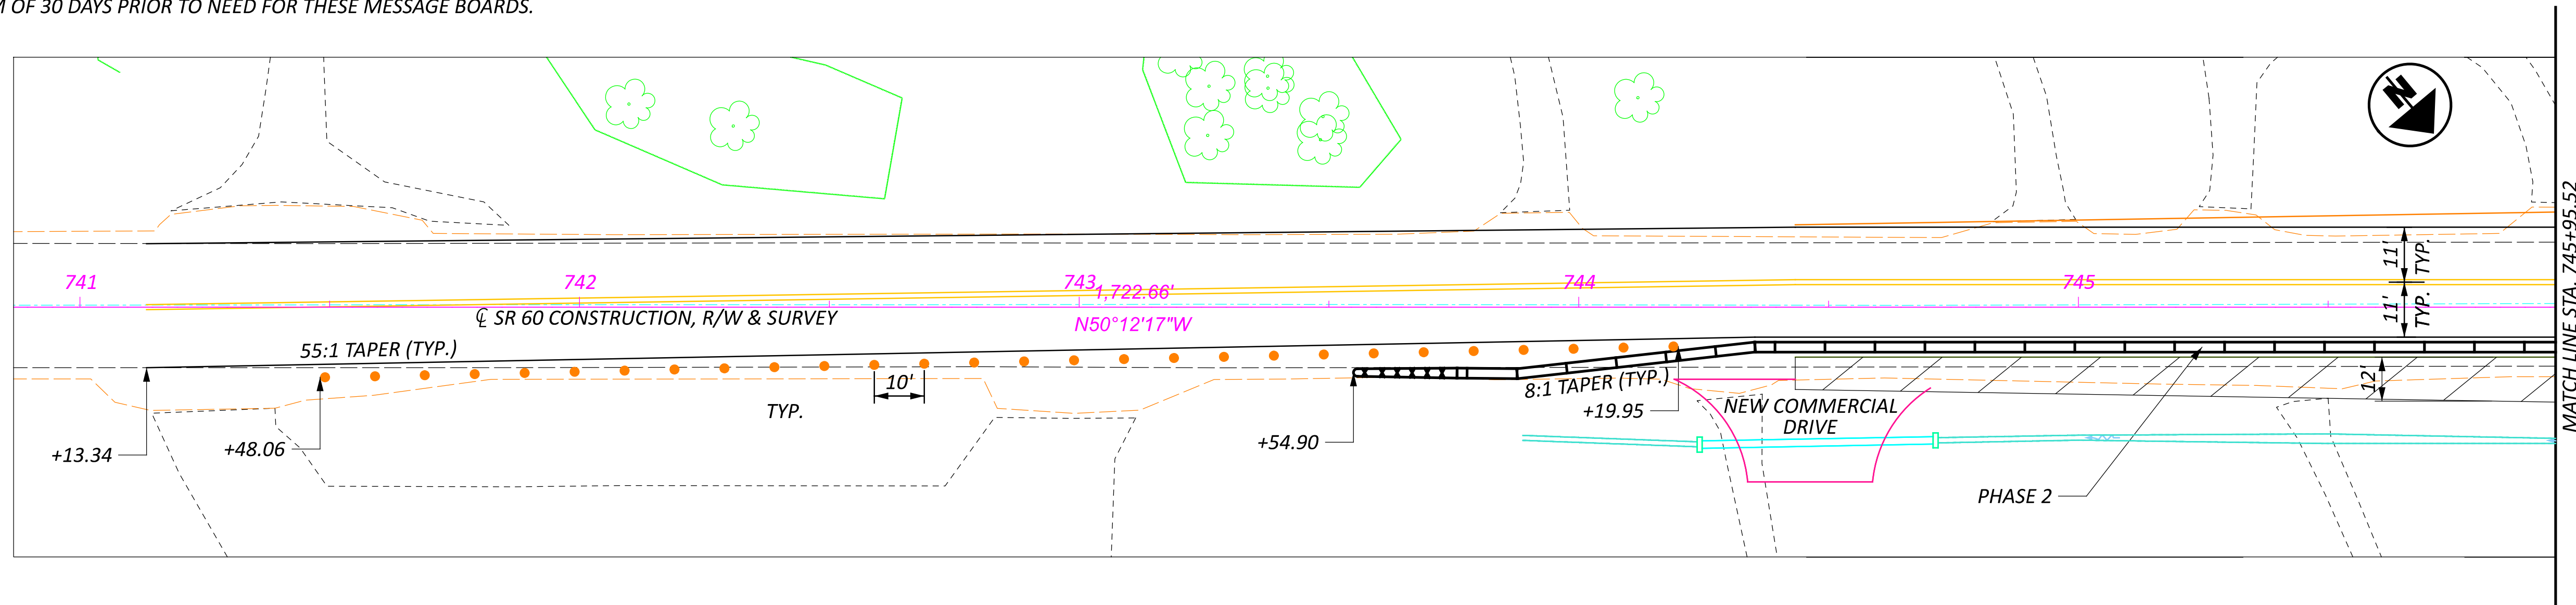 M OF 30 DAYS PRIOR TO NEED FOR THESE MESSAGE BOARDS.
N
741
742
743
744
745
1,722.66'
N50°12'17"W
℄ SR 60 CONSTRUCTION, R/W & SURVEY
55:1 TAPER (TYP.)
10'
TYP.
+13.34
+48.06
+54.90
8:1 TAPER (TYP.)
+19.95
NEW COMMERCIAL
DRIVE
PHASE 2
12'
11'
TYP.
11'
TYP.
MATCH LINE STA. 745+95.52